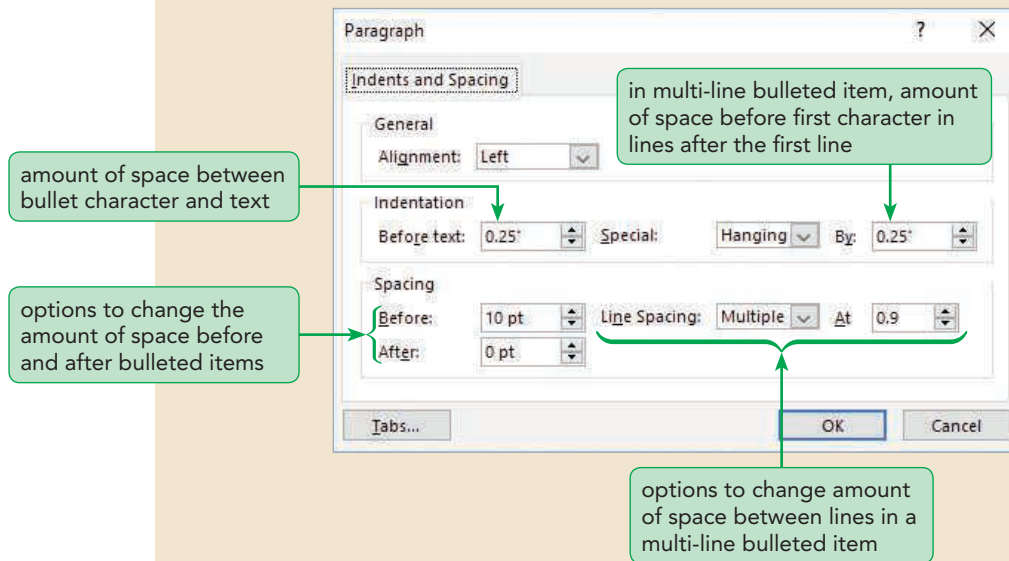 Paragraph ? X
Indents and Spacing
in multi-line bulleted item, amount
of space before first character in
lines after the first line
General
Alignment: Left
amount of space between
bullet character and text
Indentation
Before text: 0.25" Special: Hanging By: 0.25"
options to change the
amount of space before
and after bulleted items
Spacing
Before: 10 pt Line Spacing: Multiple At 0.9
After: 0 pt
Tabs... OK Cancel
options to change amount
of space between lines in a
multi-line bulleted item